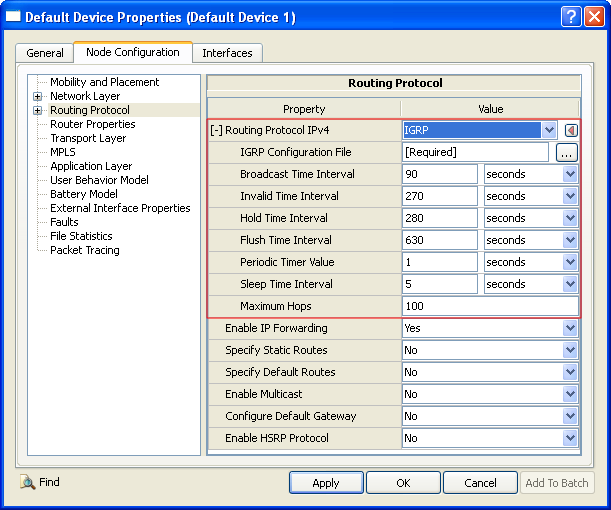 Default Device Properties (Default Device 1)
General Node Configuration Interfaces
Mobility and Placement
Network Layer
Routing Protocol
Router Properties
Transport Layer
MPLS
Application Layer
User Behavior Model
Battery Model
External Interface Properties
Faults
File Statistics
Packet Tracing
Routing Protocol
Property Value
[-] Routing Protocol IPv4 IGRP
IGRP Configuration File [Required] ...
Broadcast Time Interval 90 seconds
Invalid Time Interval 270 seconds
Hold Time Interval 280 seconds
Flush Time Interval 630 seconds
Periodic Timer Value 1 seconds
Sleep Time Interval 5 seconds
Maximum Hops 100
Enable IP Forwarding Yes
Specify Static Routes No
Specify Default Routes No
Enable Multicast No
Configure Default Gateway No
Enable HSRP Protocol No
Find Apply OK Cancel Add To Batch